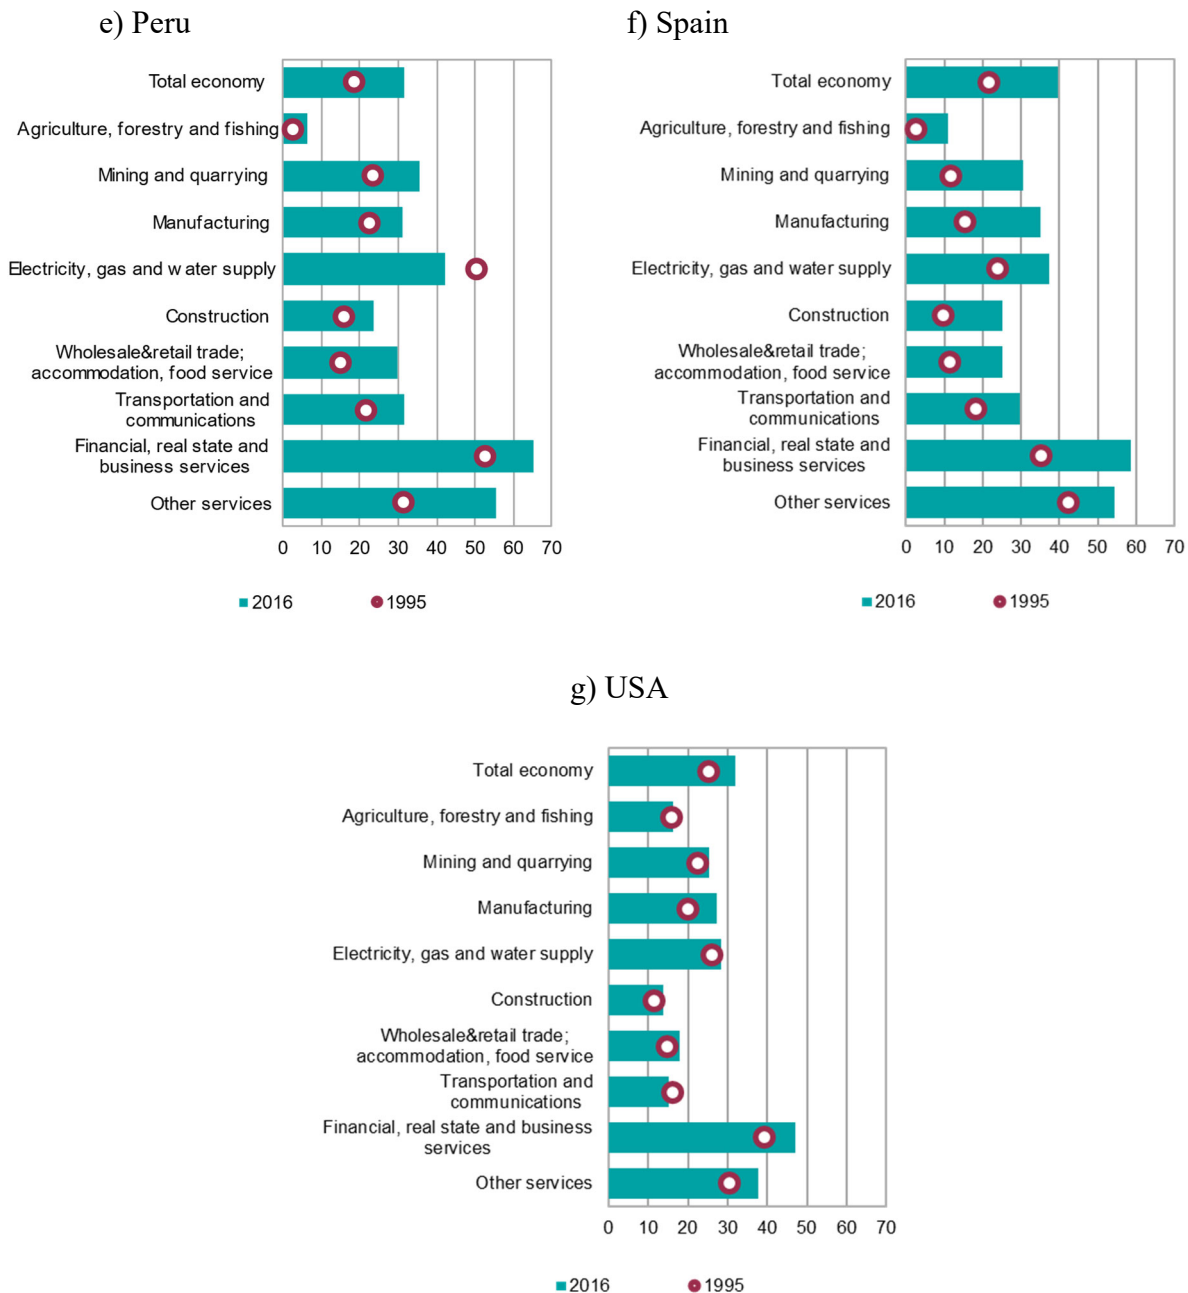 e) Peru
Total economy
Agriculture, forestry and fishing
Mining and quarrying
Manufacturing
Electricity, gas and water supply
Construction
Wholesale&retail trade;
accommodation, food service
Transportation and
communications
Financial, real state and
business services
Other services
0 10 20 30 40 50 60 70
2016 1995
f) Spain
Total economy
Agriculture, forestry and fishing
Mining and quarrying
Manufacturing
Electricity, gas and water supply
Construction
Wholesale&retail trade;
accommodation, food service
Transportation and
communications
Financial, real state and
business services
Other services
0 10 20 30 40 50 60 70
2016 1995
g) USA
Total economy
Agriculture, forestry and fishing
Mining and quarrying
Manufacturing
Electricity, gas and water supply
Construction
Wholesale&retail trade;
accommodation, food service
Transportation and
communications
Financial, real state and business
services
Other services
0 10 20 30 40 50 60 70
2016 1995